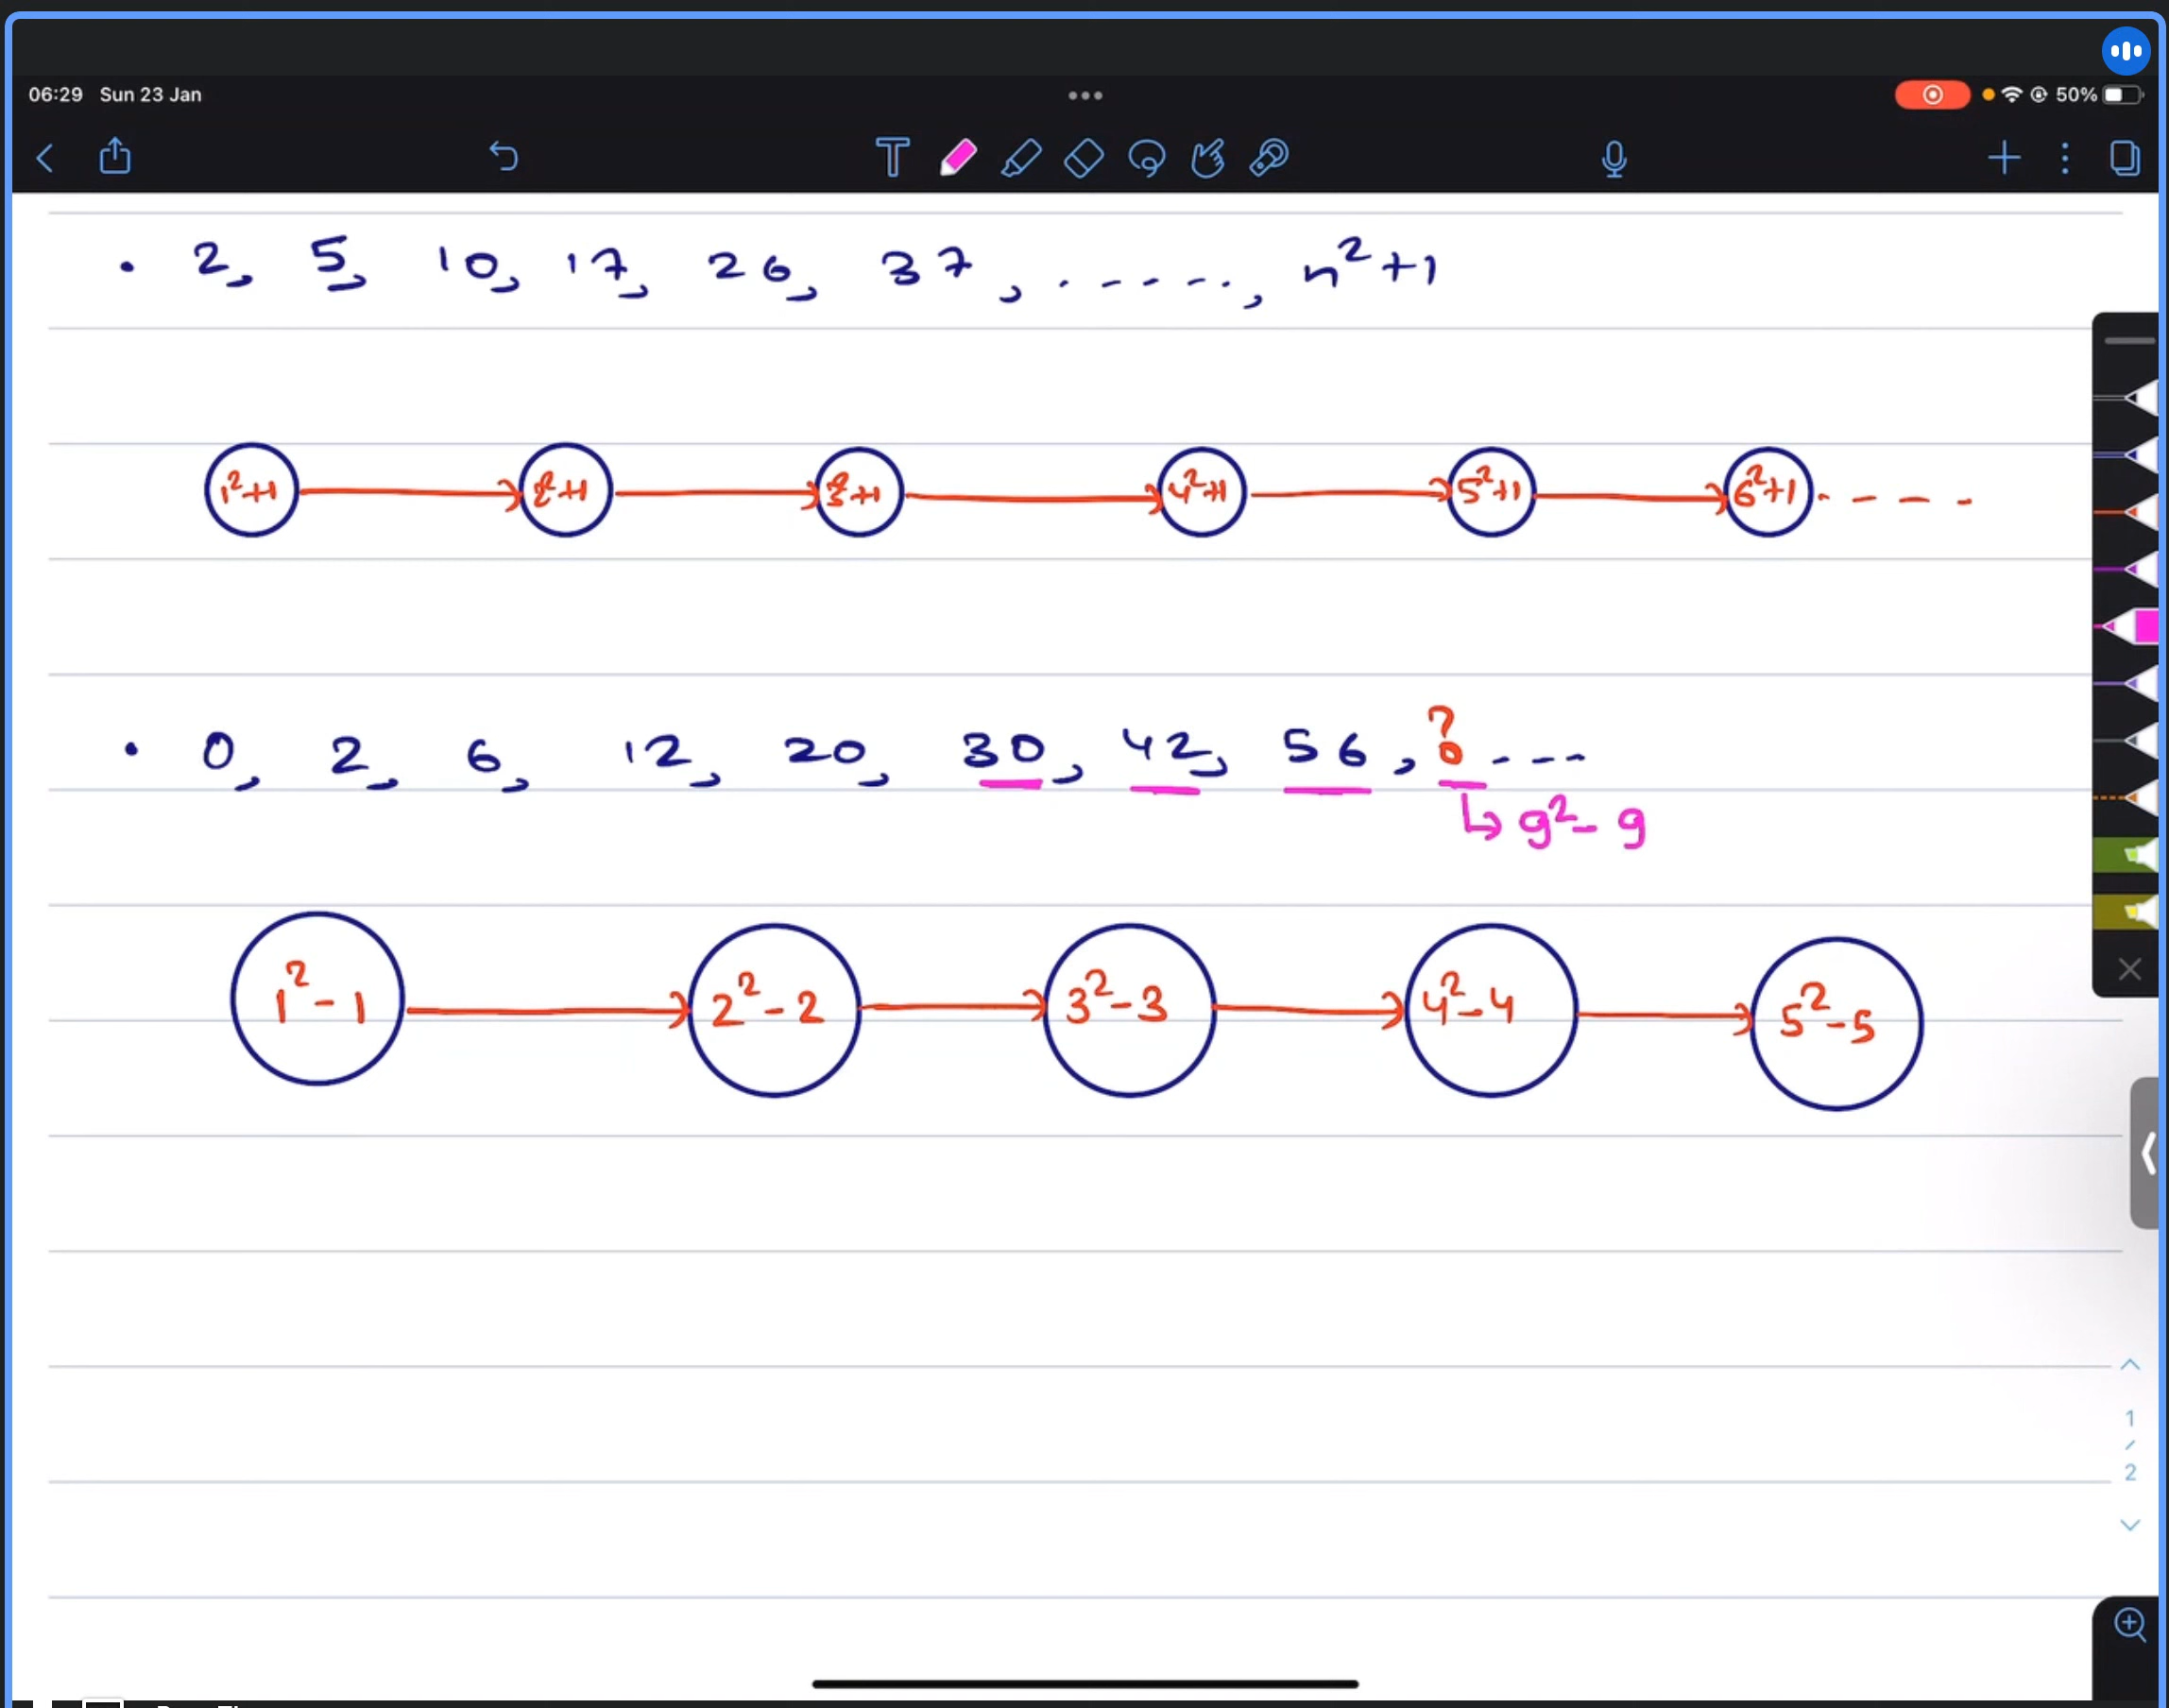 06:29 Sun 23 Jan
50%
• 2, 5, 10, 17, 26, 37, ....., n²+1
1²+1 → 2²+1 → 3²+1 → 4²+1 → 5²+1 → 6²+1 - - - -
• 0, 2, 6, 12, 20, 30, 42, 56, ? - - -
↳ 9² - 9
1² - 1 → 2² - 2 → 3² - 3 → 4² - 4 → 5² - 5
1
/
2